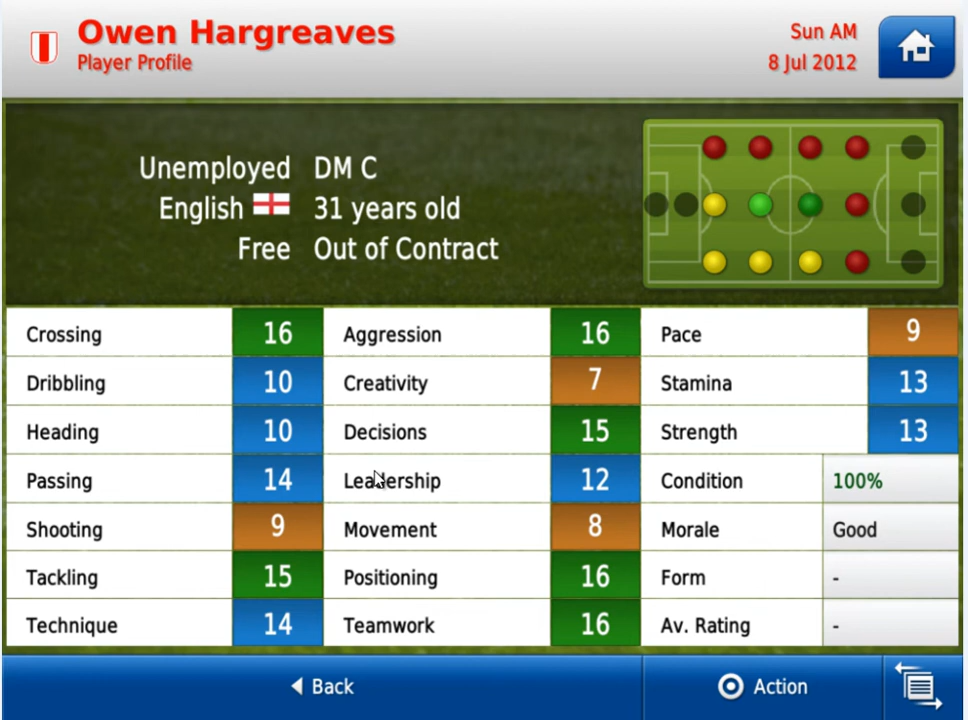 Owen Hargreaves
Player Profile
Sun AM
8 Jul 2012
Unemployed DM C
English 31 years old
Free Out of Contract
Crossing 16 Aggression 16 Pace 9
Dribbling 10 Creativity 7 Stamina 13
Heading 10 Decisions 15 Strength 13
Passing 14 Leadership 12 Condition 100%
Shooting 9 Movement 8 Morale Good
Tackling 15 Positioning 16 Form -
Technique 14 Teamwork 16 Av. Rating -
Back Action